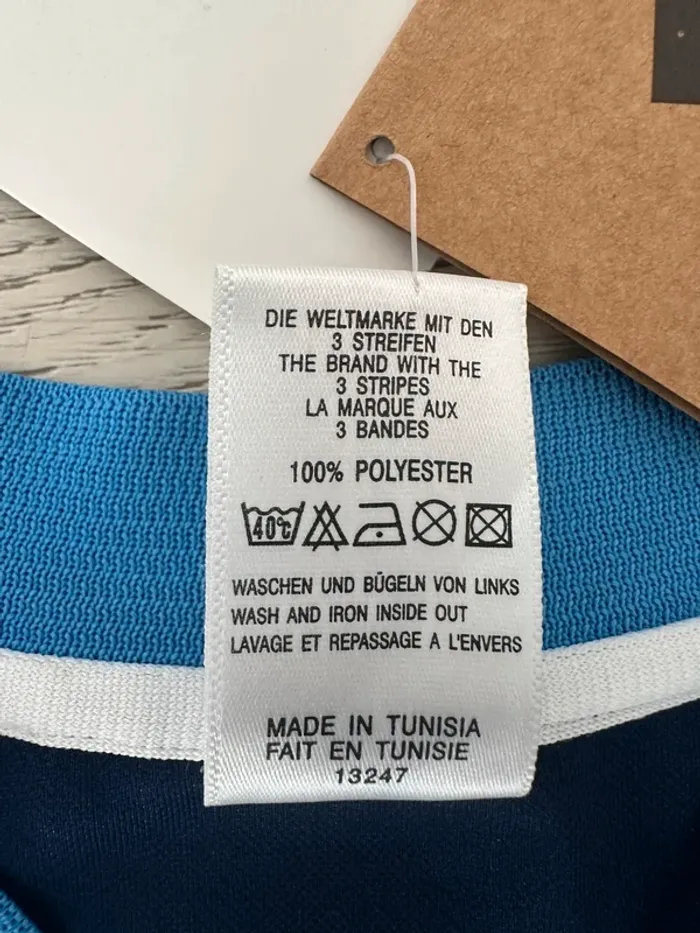 DIE WELTMARKE MIT DEN
3 STREIFEN
THE BRAND WITH THE
3 STRIPES
LA MARQUE AUX
3 BANDES
100% POLYESTER
40°C
WASCHEN UND BÜGELN VON LINKS
WASH AND IRON INSIDE OUT
LAVAGE ET REPASSAGE A L'ENVERS
MADE IN TUNISIA
FAIT EN TUNISIE
13247